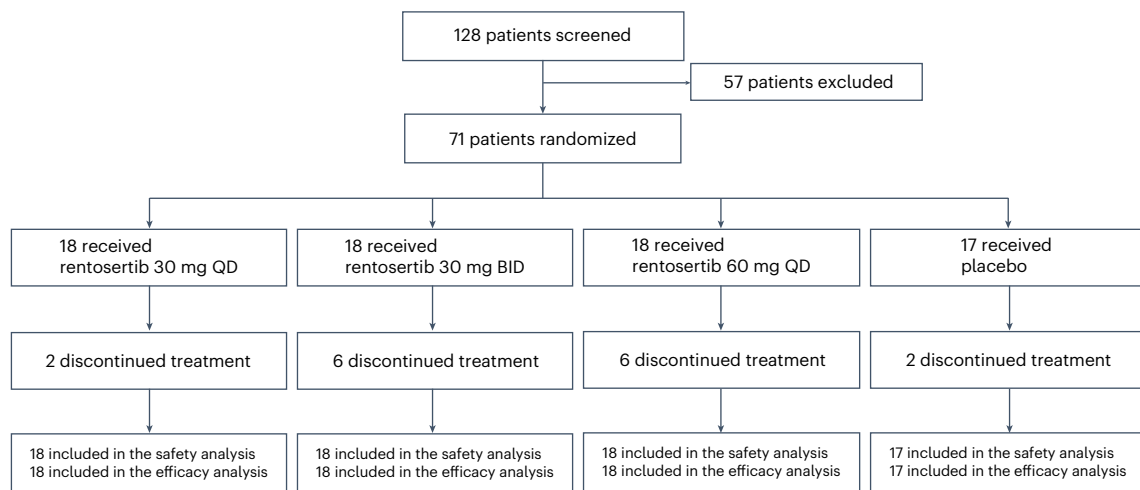 128 patients screened
57 patients excluded
71 patients randomized
18 received
rentosertib 30 mg QD
18 received
rentosertib 30 mg BID
18 received
rentosertib 60 mg QD
17 received
placebo
2 discontinued treatment
6 discontinued treatment
6 discontinued treatment
2 discontinued treatment
18 included in the safety analysis
18 included in the efficacy analysis
18 included in the safety analysis
18 included in the efficacy analysis
18 included in the safety analysis
18 included in the efficacy analysis
17 included in the safety analysis
17 included in the efficacy analysis